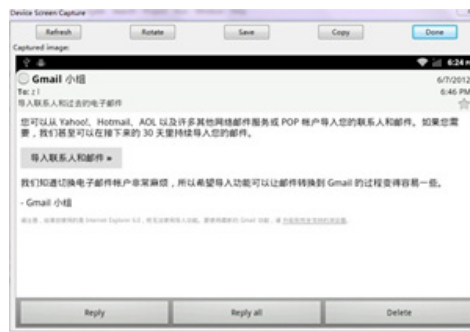 Device Screen Capture
Refresh
Rotate
Save
Copy
Done
Captured image:
6:24
Gmail 小组
6/7/2012
To: z l
6:46 PM
导入联系人和过去的电子邮件
您可以从 Yahoo!、Hotmail、AOL 以及许多其他网络邮件服务或 POP 帐户导入您的联系人和邮件。如果您需
要，我们甚至可以在接下来的 30 天里持续导入您的邮件。
导入联系人和邮件 »
我们知道切换电子邮件帐户非常麻烦，所以希望导入功能可以让邮件转换到 Gmail 的过程变得容易一些。
- Gmail 小组
Reply
Reply all
Delete